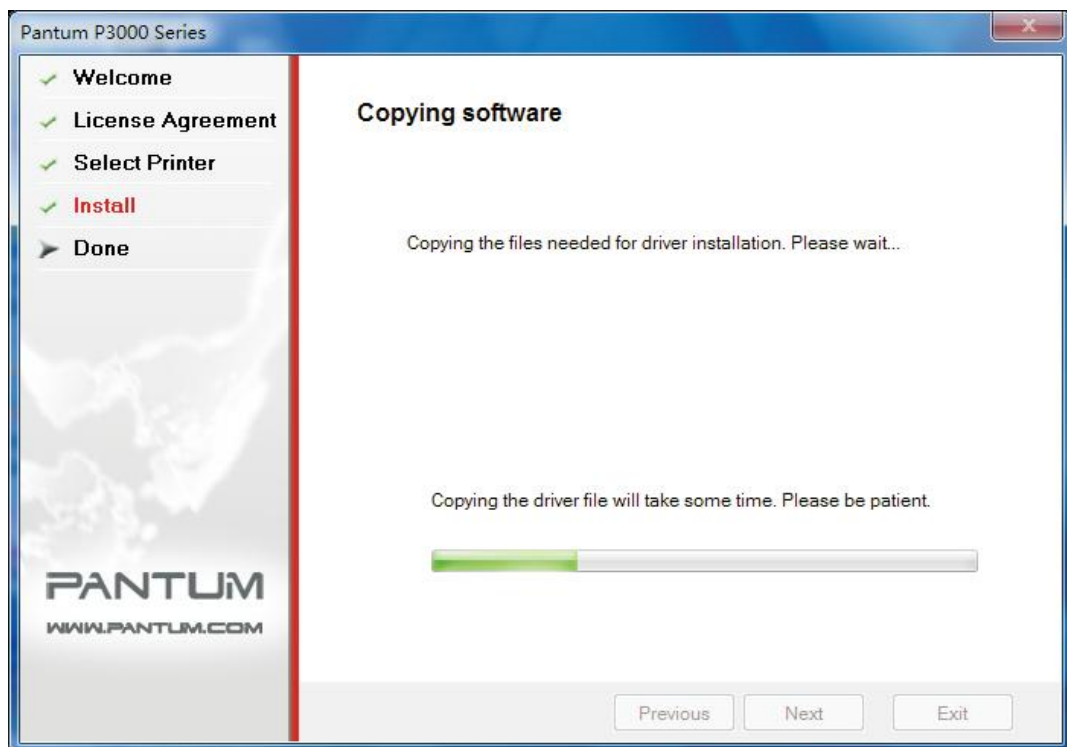 Pantum P3000 Series
Welcome
License Agreement
Select Printer
Install
Done
PANTUM
WWW.PANTUM.COM
Copying software
Copying the files needed for driver installation. Please wait...
Copying the driver file will take some time. Please be patient.
Previous
Next
Exit